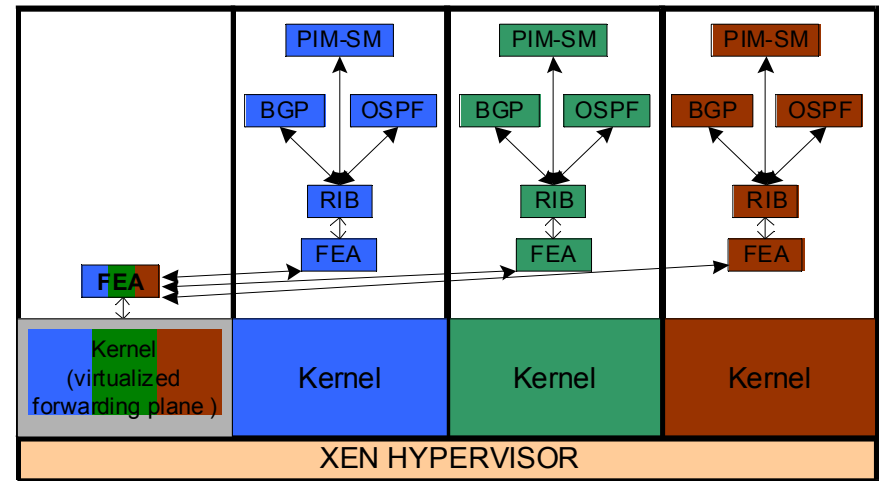 PIM-SM
PIM-SM
PIM-SM
BGP
OSPF
BGP
OSPF
BGP
OSPF
RIB
RIB
RIB
FEA
FEA
FEA
FEA
Kernel
(virtualized
forwarding plane )
Kernel
Kernel
Kernel
XEN HYPERVISOR